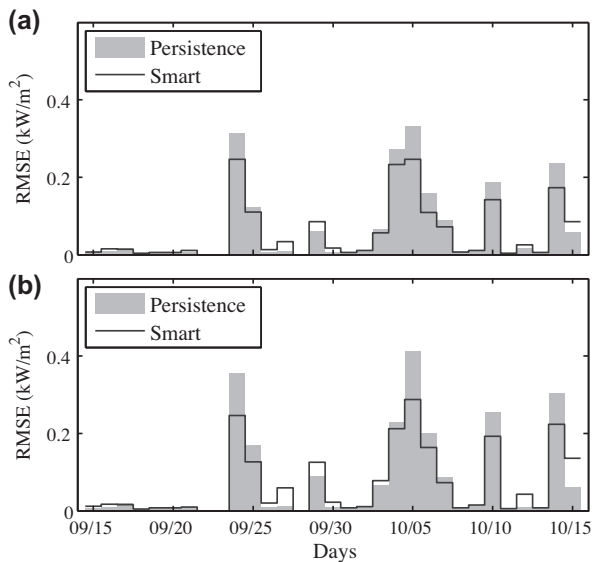 (a)
Persistence
Smart
0.4
0.2
0
RMSE (kW/m²)
(b)
Persistence
Smart
0.4
0.2
0
RMSE (kW/m²)
09/15 09/20 09/25 09/30 10/05 10/10 10/15
Days